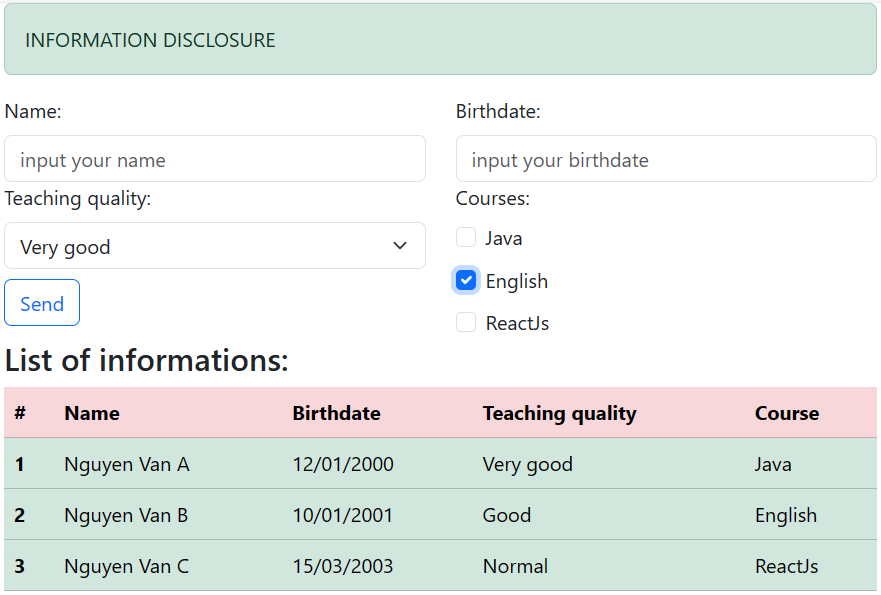 INFORMATION DISCLOSURE
Name: Birthdate:
input your name input your birthdate
Teaching quality: Courses:
Very good
Java
English
Send
ReactJs
List of informations:
# Name Birthdate Teaching quality Course
1 Nguyen Van A 12/01/2000 Very good Java
2 Nguyen Van B 10/01/2001 Good English
3 Nguyen Van C 15/03/2003 Normal ReactJs